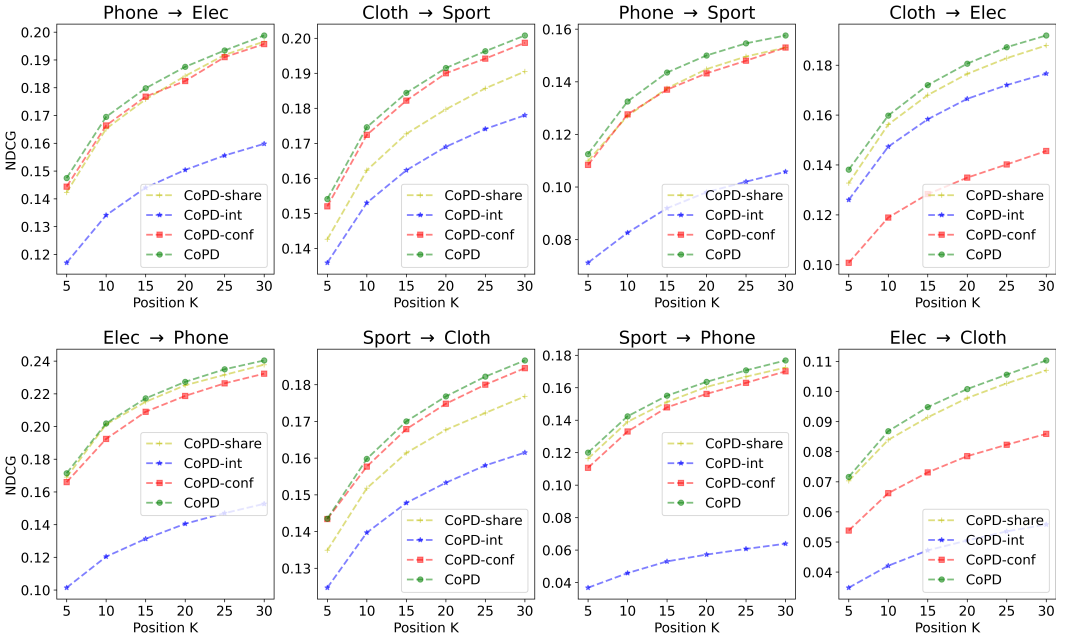 Phone → Elec
NDCG
0.20
0.19
0.18
0.17
0.16
0.15
0.14
0.13
0.12
CoPD-share
CoPD-int
CoPD-conf
CoPD
5 10 15 20 25 30
Position K
Cloth → Sport
0.20
0.19
0.18
0.17
0.16
0.15
0.14
CoPD-share
CoPD-int
CoPD-conf
CoPD
5 10 15 20 25 30
Position K
Phone → Sport
0.16
0.14
0.12
0.10
0.08
CoPD-share
CoPD-int
CoPD-conf
CoPD
5 10 15 20 25 30
Position K
Cloth → Elec
0.18
0.16
0.14
0.12
0.10
CoPD-share
CoPD-int
CoPD-conf
CoPD
5 10 15 20 25 30
Position K
Elec → Phone
NDCG
0.24
0.22
0.20
0.18
0.16
0.14
0.12
0.10
CoPD-share
CoPD-int
CoPD-conf
CoPD
5 10 15 20 25 30
Position K
Sport → Cloth
0.18
0.17
0.16
0.15
0.14
0.13
CoPD-share
CoPD-int
CoPD-conf
CoPD
5 10 15 20 25 30
Position K
Sport → Phone
0.18
0.16
0.14
0.12
0.10
0.08
0.06
0.04
CoPD-share
CoPD-int
CoPD-conf
CoPD
5 10 15 20 25 30
Position K
Elec → Cloth
0.11
0.10
0.09
0.08
0.07
0.06
0.05
0.04
CoPD-share
CoPD-int
CoPD-conf
CoPD
5 10 15 20 25 30
Position K